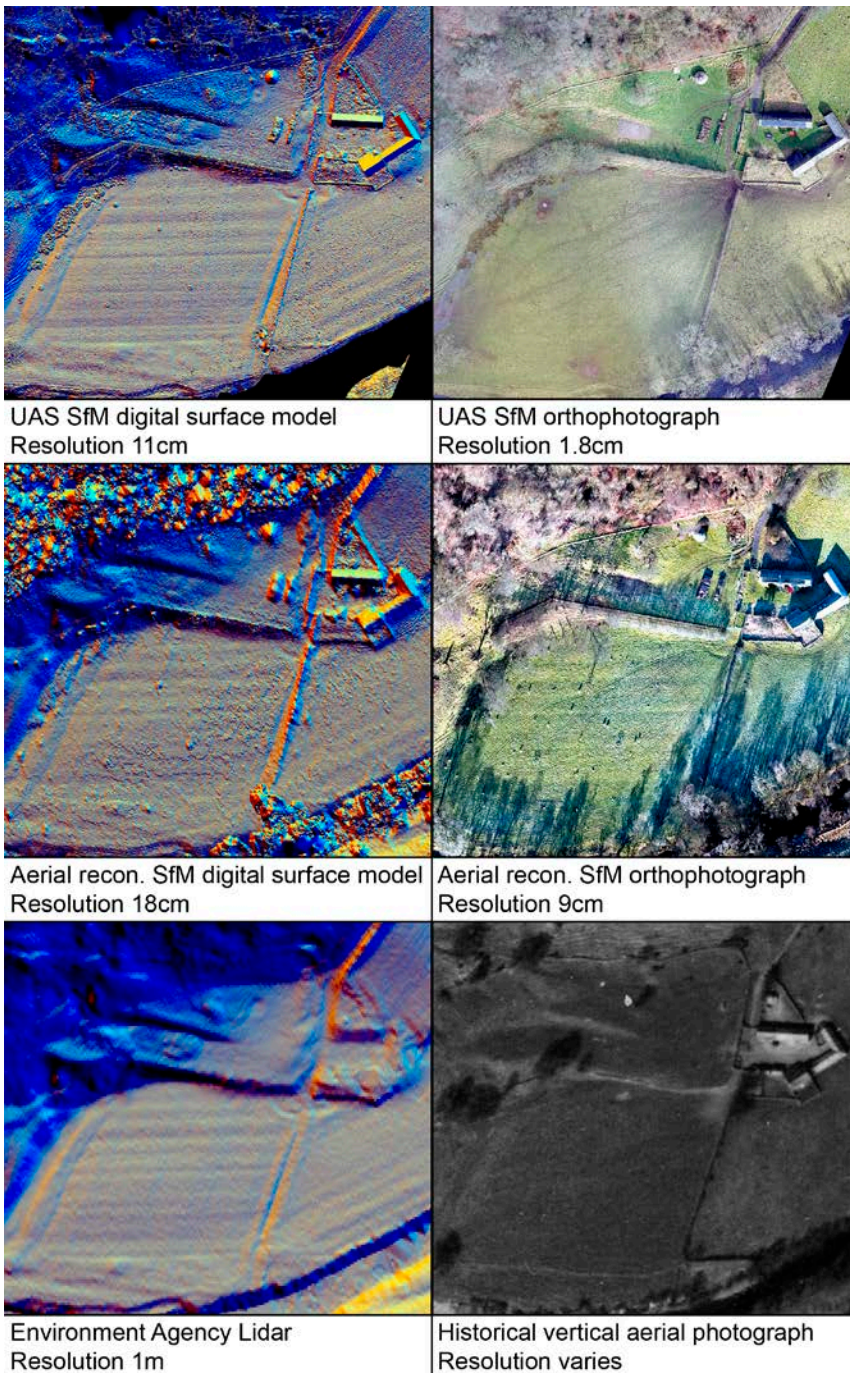 UAS SfM digital surface model
Resolution 11cm
UAS SfM orthophotograph
Resolution 1.8cm
Aerial recon. SfM digital surface model
Resolution 18cm
Aerial recon. SfM orthophotograph
Resolution 9cm
Environment Agency Lidar
Resolution 1m
Historical vertical aerial photograph
Resolution varies